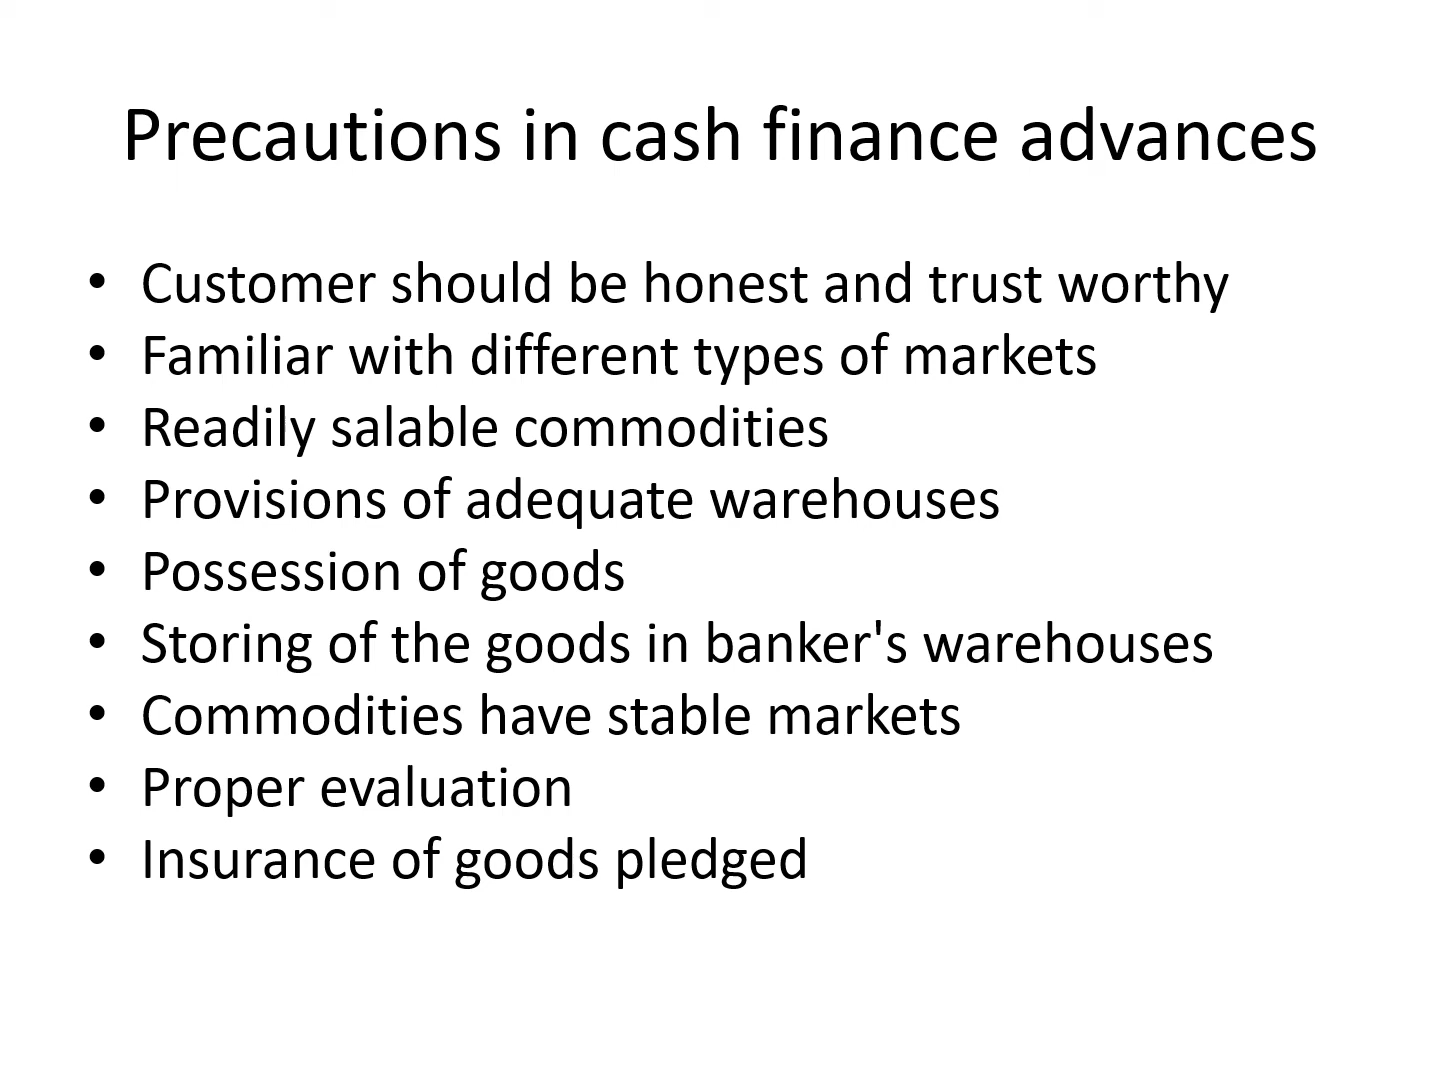 Precautions in cash finance advances
• Customer should be honest and trust worthy
• Familiar with different types of markets
• Readily salable commodities
• Provisions of adequate warehouses
• Possession of goods
• Storing of the goods in banker's warehouses
• Commodities have stable markets
• Proper evaluation
• Insurance of goods pledged